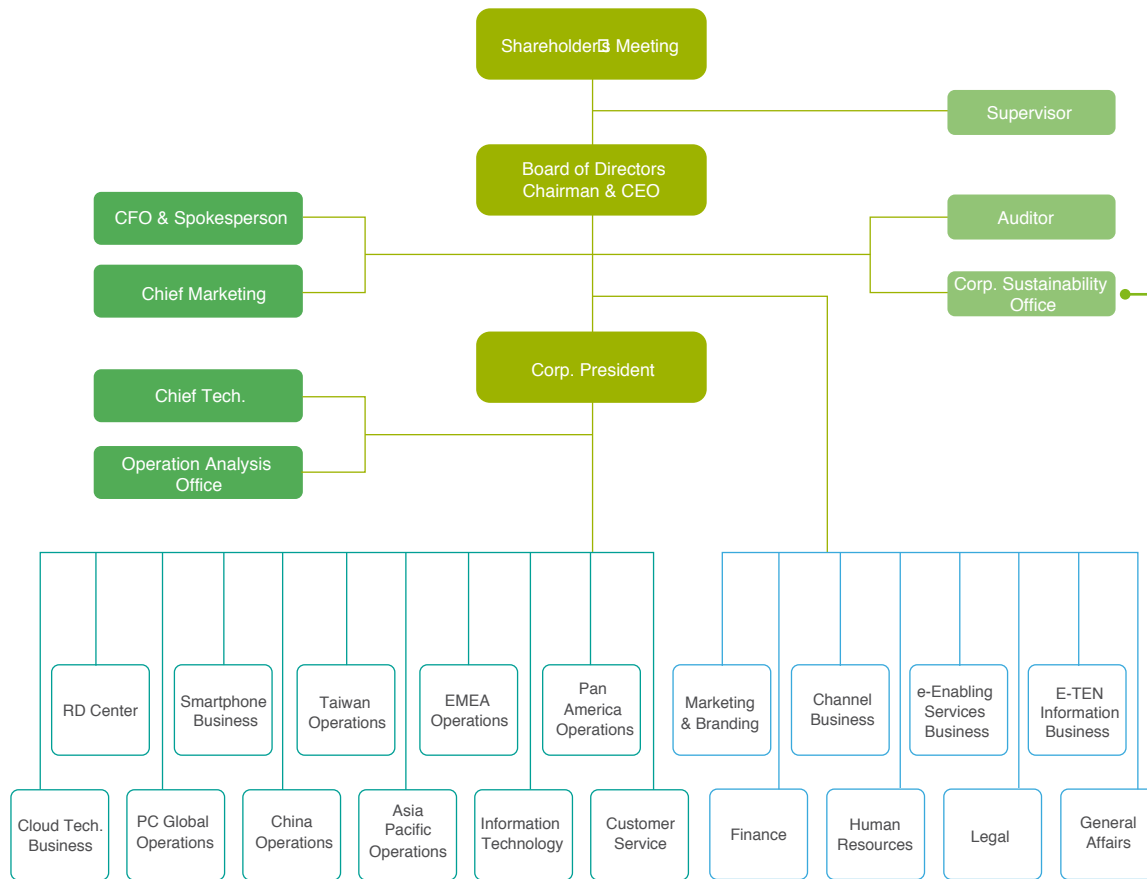 Shareholder's Meeting
Supervisor
Board of Directors
Chairman & CEO
CFO & Spokesperson
Auditor
Chief Marketing
Corp. Sustainability
Office
Corp. President
Chief Tech.
Operation Analysis
Office
RD Center
Smartphone
Business
Taiwan
Operations
EMEA
Operations
Pan
America
Operations
Marketing
& Branding
Channel
Business
e-Enabling
Services
Business
E-TEN
Information
Business
Cloud Tech.
Business
PC Global
Operations
China
Operations
Asia
Pacific
Operations
Information
Technology
Customer
Service
Finance
Human
Resources
Legal
General
Affairs